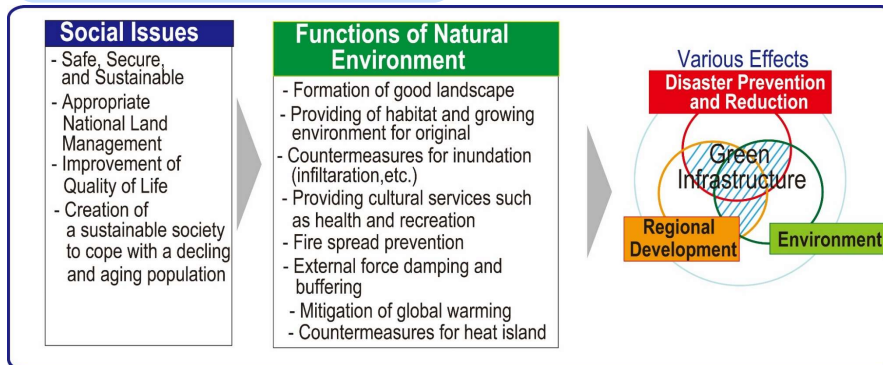 Social Issues
- Safe, Secure,
and Sustainable
- Appropriate
National Land
Management
- Improvement of
Quality of Life
- Creation of
a sustainable society
to cope with a decling
and aging population
Functions of Natural
Environment
- Formation of good landscape
- Providing of habitat and growing
environment for original
- Countermeasures for inundation
(infiltaration,etc.)
- Providing cultural services such
as health and recreation
- Fire spread prevention
- External force damping and
buffering
- Mitigation of global warming
- Countermeasures for heat island
Various Effects
Disaster Prevention
and Reduction
Green
Infrastructure
Regional
Development
Environment